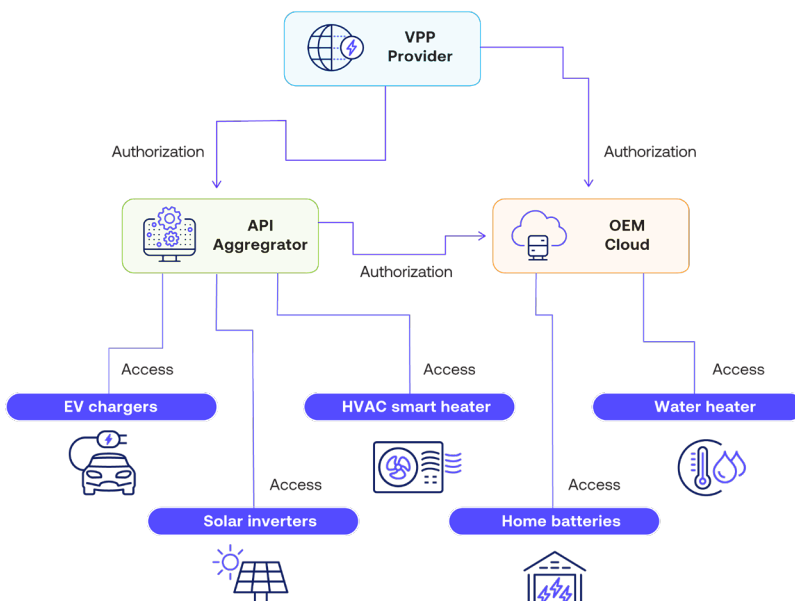 VPP
Provider
Authorization
Authorization
API
Aggregrator
OEM
Cloud
Authorization
Access
Access
Access
EV chargers
HVAC smart heater
Water heater
Access
Access
Solar inverters
Home batteries